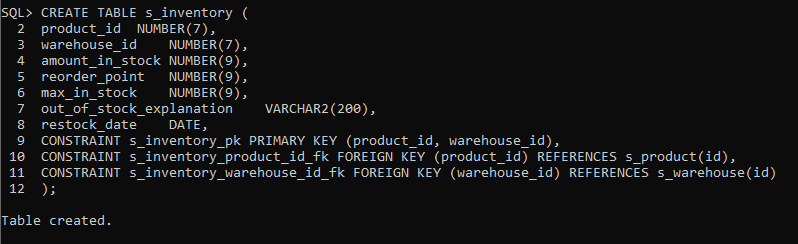 SQL> CREATE TABLE s_inventory (
2 product_id NUMBER(7),
3 warehouse_id NUMBER(7),
4 amount_in_stock NUMBER(9),
5 reorder_point NUMBER(9),
6 max_in_stock NUMBER(9),
7 out_of_stock_explanation VARCHAR2(200),
8 restock_date DATE,
9 CONSTRAINT s_inventory_pk PRIMARY KEY (product_id, warehouse_id),
10 CONSTRAINT s_inventory_product_id_fk FOREIGN KEY (product_id) REFERENCES s_product(id),
11 CONSTRAINT s_inventory_warehouse_id_fk FOREIGN KEY (warehouse_id) REFERENCES s_warehouse(id)
12 );
Table created.